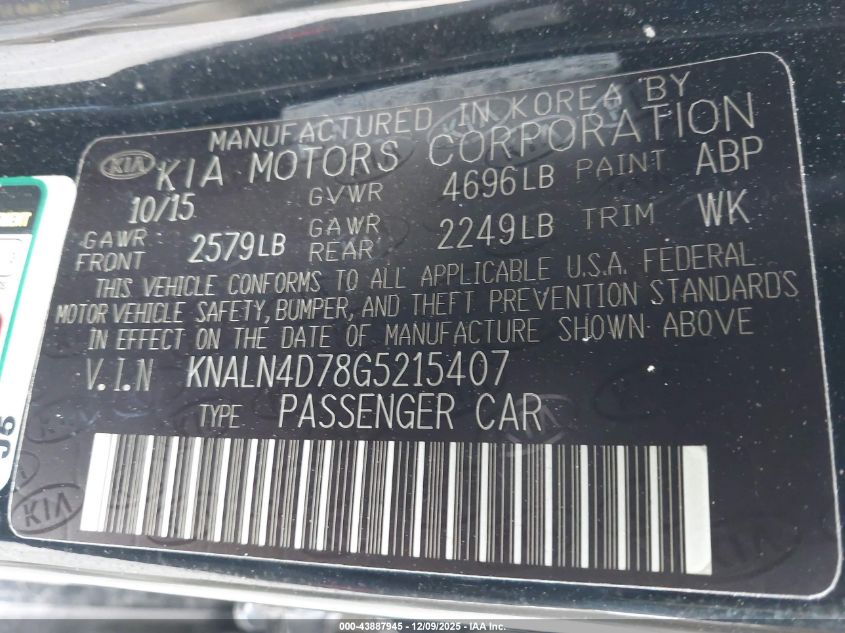 MANUFACTURED IN KOREA BY
KIA KIA MOTORS CORPORATION
10/15 GVWR 4696LB PAINT ABP
GAWR FRONT 2579LB GAWR REAR 2249LB TRIM WK
THIS VEHICLE CONFORMS TO ALL APPLICABLE U.S.A. FEDERAL
MOTOR VEHICLE SAFETY, BUMPER, AND THEFT PREVENTION STANDARDS
IN EFFECT ON THE DATE OF MANUFACTURE SHOWN ABOVE
V.I.N KNALN4D78G5215407
TYPE PASSENGER CAR
KIA
000-43887945 - 12/09/2025 - IAA Inc.